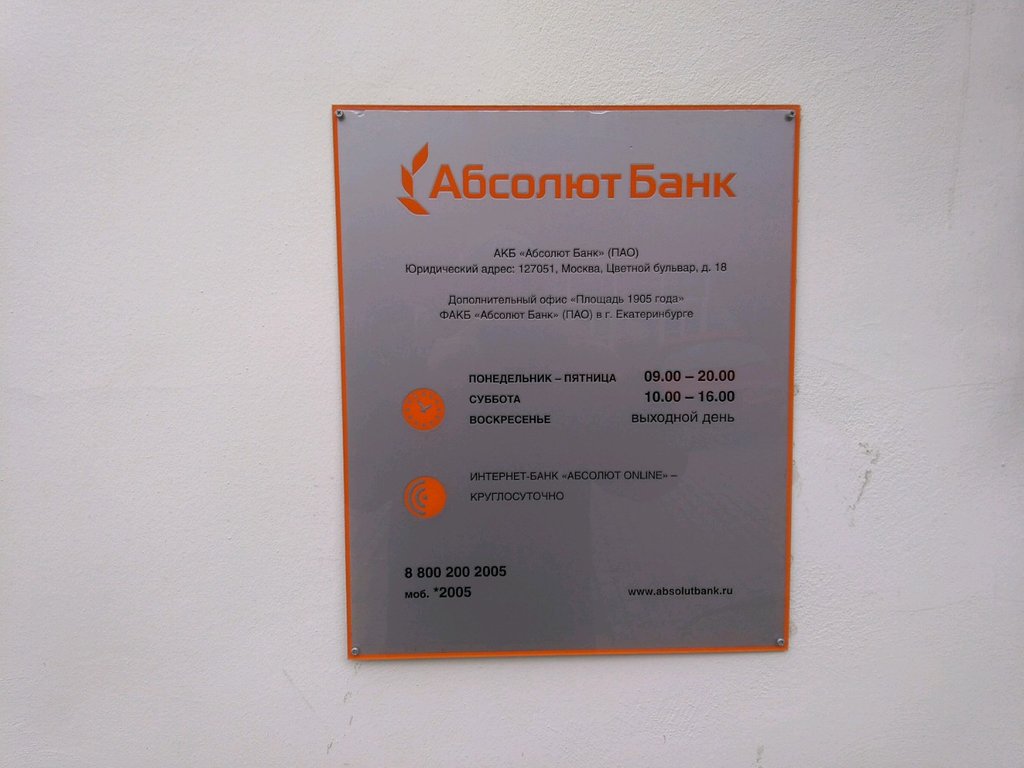 Абсолют Банк
АКБ «Абсолют Банк» (ПАО)
Юридический адрес: 127051, Москва, Цветной бульвар, д. 18
Дополнительный офис «Площадь 1905 года»
ФАКБ «Абсолют Банк» (ПАО) в г. Екатеринбурге
ПОНЕДЕЛЬНИК – ПЯТНИЦА 09.00 – 20.00
СУББОТА 10.00 – 16.00
ВОСКРЕСЕНЬЕ ВЫХОДНОЙ ДЕНЬ
ИНТЕРНЕТ-БАНК «АБСОЛЮТ ONLINE» –
КРУГЛОСУТОЧНО
8 800 200 2005
моб. *2005 www.absolutbank.ru